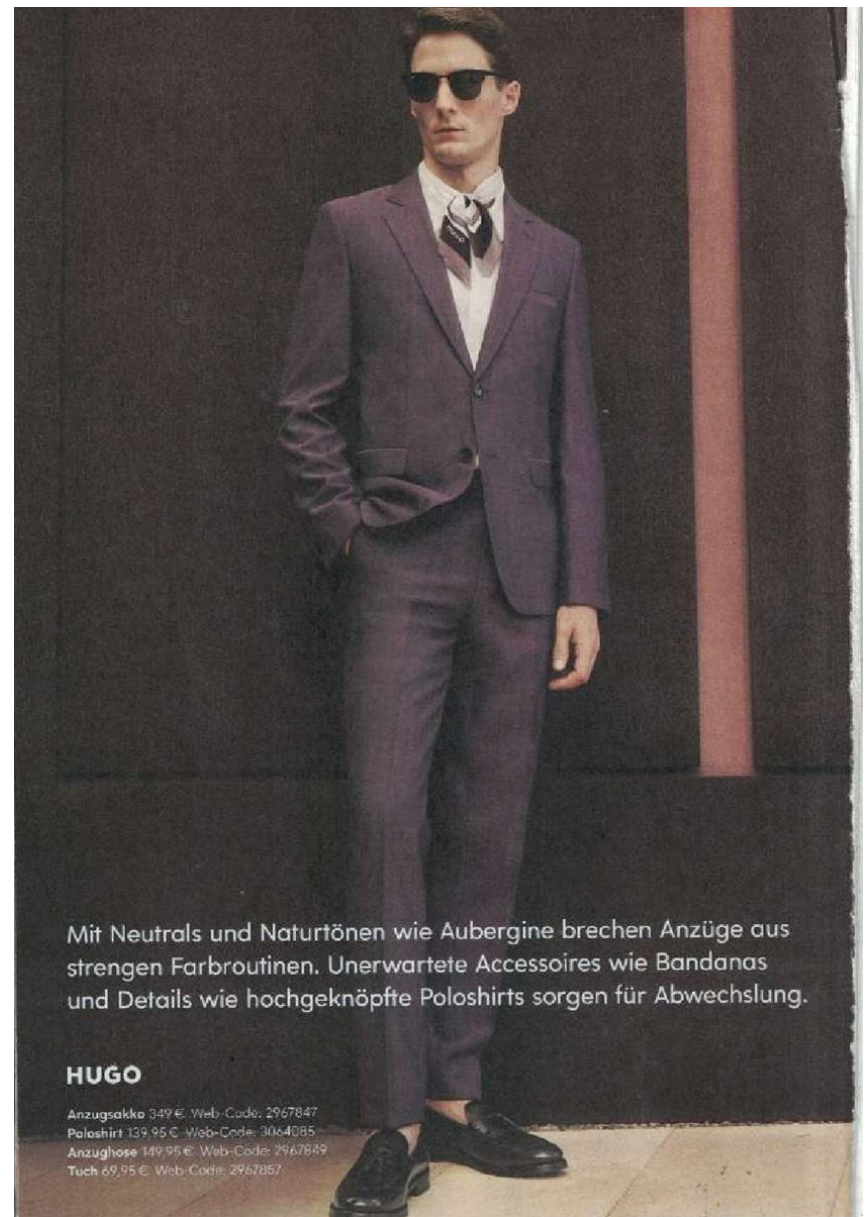 HUGO
Mit Neutrals und Naturtönen wie Aubergine brechen Anzüge aus
strengen Farbroutinen. Unerwartete Accessoires wie Bandanas
und Details wie hochgeknöpfte Poloshirts sorgen für Abwechslung.
HUGO
Anzugsakko 349 € Web-Code: 2967847
Poloshirt 139,95 € Web-Code: 3064085
Anzughose 149,95 € Web-Code: 2967849
Tuch 69,95 € Web-Code: 2967857